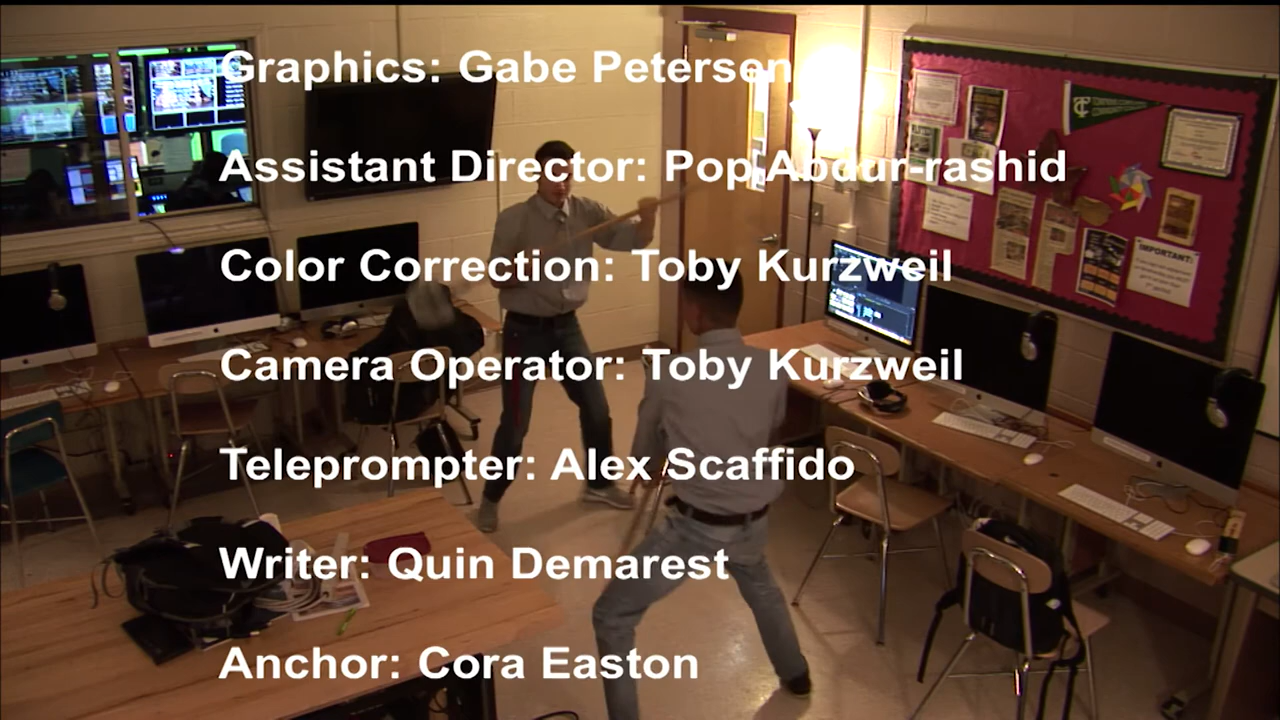 Graphics: Gabe Petersen
Assistant Director: Pop Abdur-rashid
Color Correction: Toby Kurzweil
Camera Operator: Toby Kurzweil
Teleprompter: Alex Scaffido
Writer: Quin Demarest
Anchor: Cora Easton
IMPORTANT: